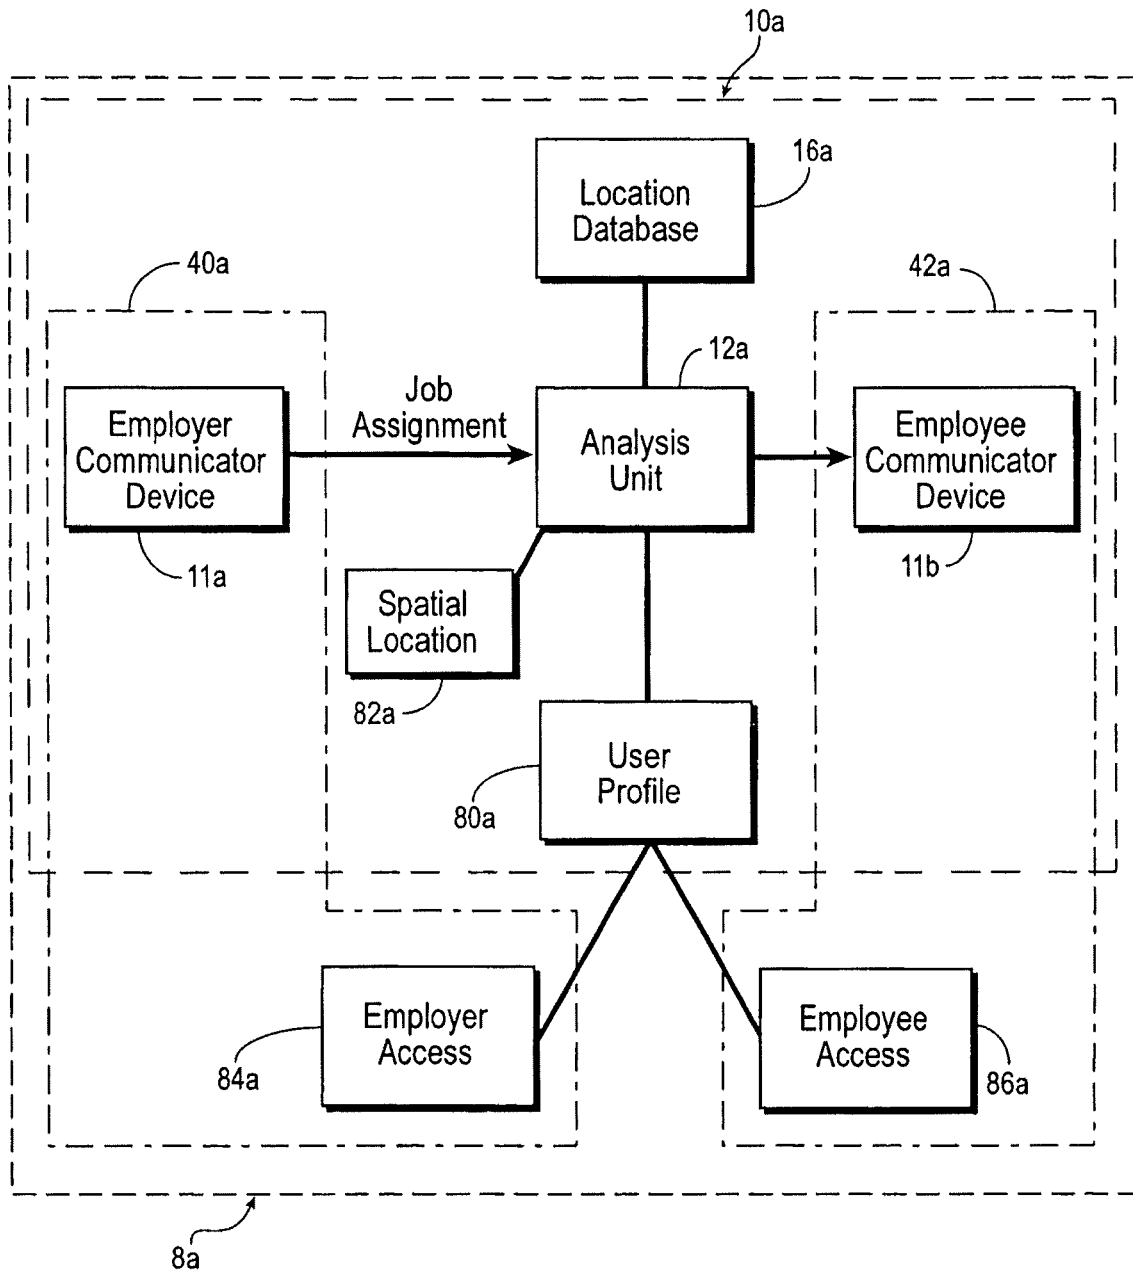 10a
Location
Database
16a
40a
42a
12a
Employer
Communicator
Device
Job
Assignment
Analysis
Unit
Employee
Communicator
Device
11a
11b
Spatial
Location
82a
User
Profile
80a
Employer
Access
84a
Employee
Access
86a
8a